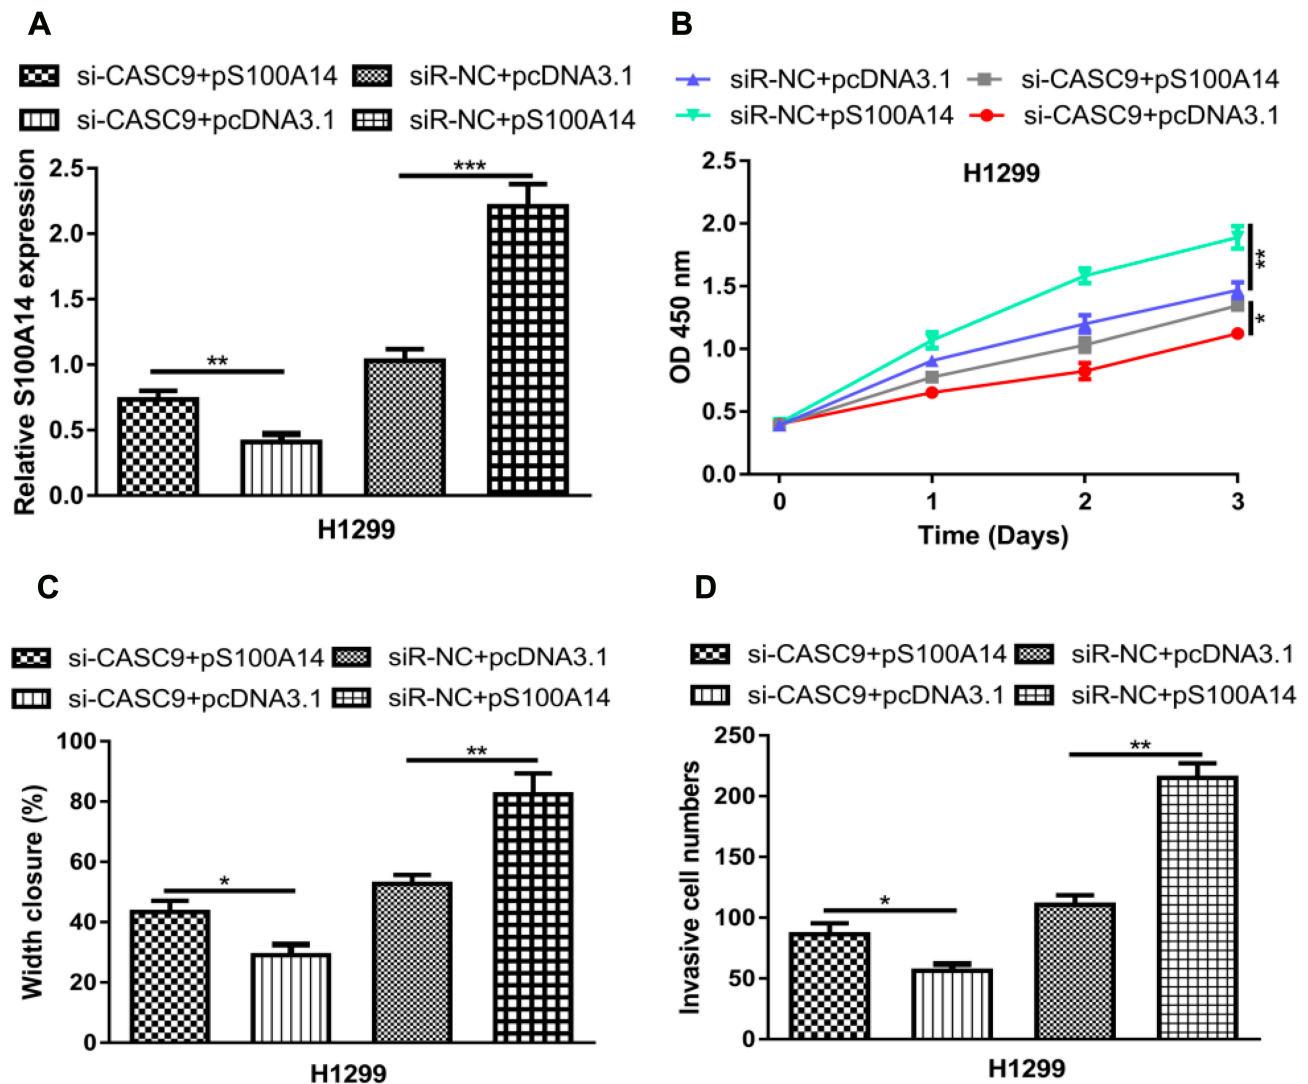 A
si-CASC9+pS100A14 siR-NC+pcDNA3.1
si-CASC9+pcDNA3.1 siR-NC+pS100A14
Relative S100A14 expression
2.5
2.0
1.5
1.0
0.5
0.0
**
***
H1299
B
siR-NC+pcDNA3.1 si-CASC9+pS100A14
siR-NC+pS100A14 si-CASC9+pcDNA3.1
H1299
OD 450 nm
2.5
2.0
1.5
1.0
0.5
0.0
**
*
0 1 2 3
Time (Days)
C
si-CASC9+pS100A14 siR-NC+pcDNA3.1
si-CASC9+pcDNA3.1 siR-NC+pS100A14
Width closure (%)
100
80
60
40
20
0
*
**
H1299
D
si-CASC9+pS100A14 siR-NC+pcDNA3.1
si-CASC9+pcDNA3.1 siR-NC+pS100A14
Invasive cell numbers
250
200
150
100
50
0
*
**
H1299